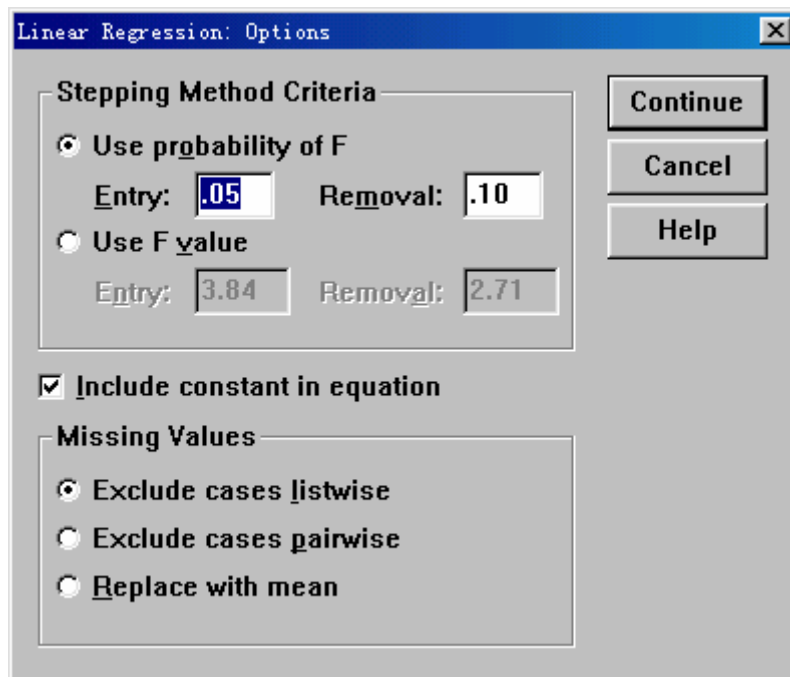 Linear Regression: Options
Stepping Method Criteria
Use probability of F
Entry: .05 Removal: .10
Use F value
Entry: 3.84 Removal: 2.71
Include constant in equation
Missing Values
Exclude cases listwise
Exclude cases pairwise
Replace with mean
Continue
Cancel
Help